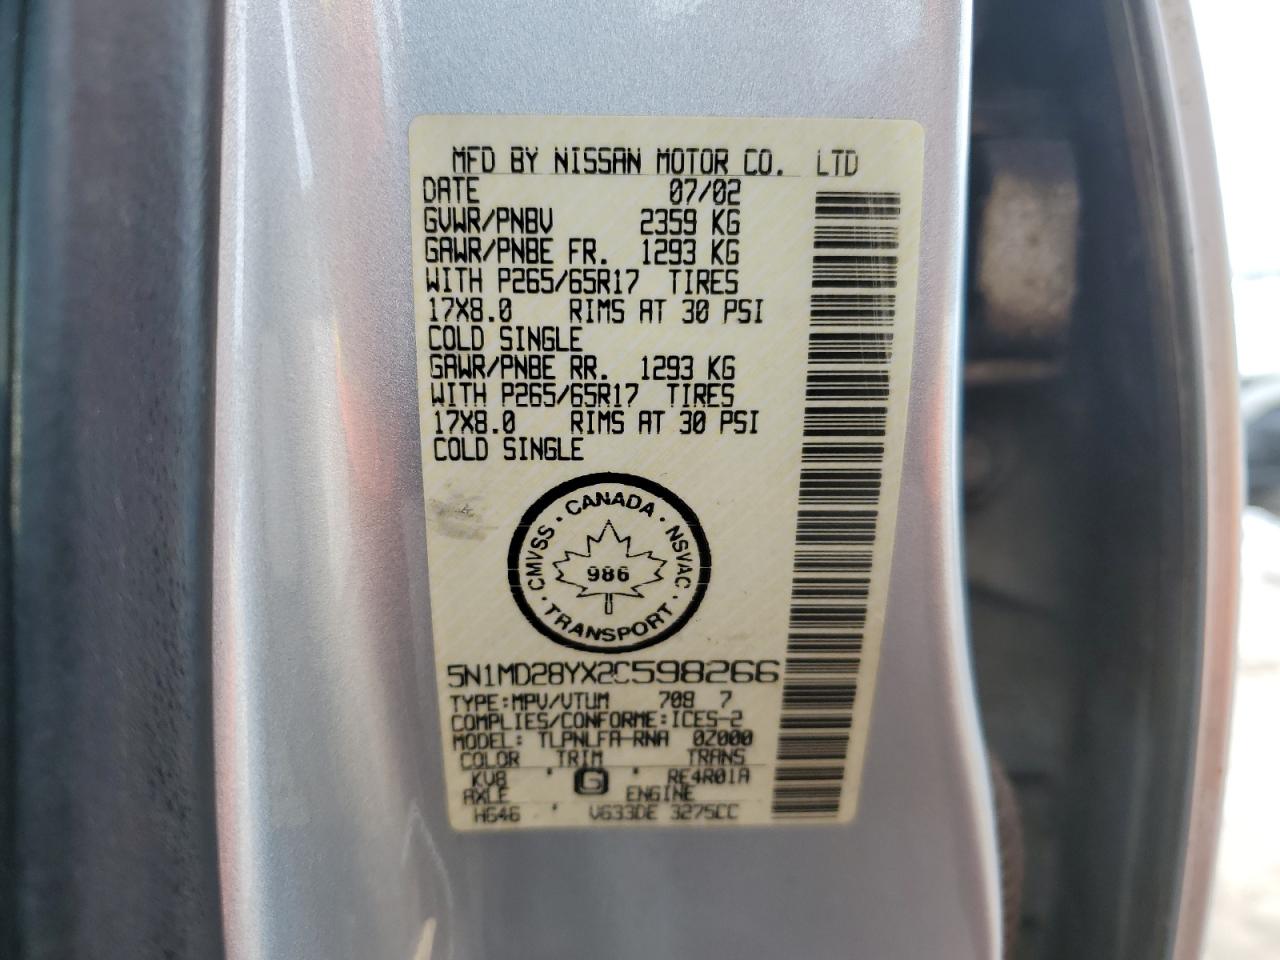 MFD BY NISSAN MOTOR CO. LTD
DATE 07/02
GVWR/PNBV 2359 KG
GAWR/PNBE FR. 1293 KG
WITH P265/65R17 TIRES
17X8.0 RIMS AT 30 PSI
COLD SINGLE
GAWR/PNBE RR. 1293 KG
WITH P265/65R17 TIRES
17X8.0 RIMS AT 30 PSI
COLD SINGLE
CMVSS · CANADA · NSVAC · TRANSPORT ·
986
5N1MD28YX2C598266
TYPE:MPV/VTUM 709 7
COMPLIES/CONFORME:ICES-2
MODEL: TLPNLFA-RNA 0Z000
COLOR TRIM TRANS
KV8 G RE4R01A
AXLE ENGINE
H646 VG33DE 3275CC